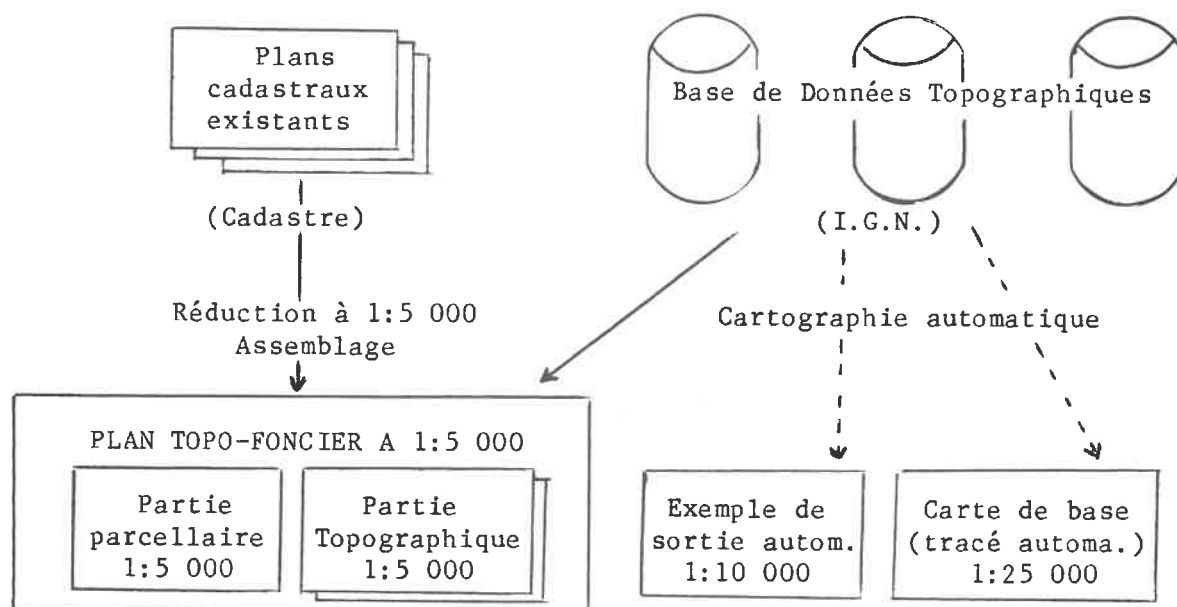 Plans
cadastraux
existants
Base de Données Topographiques
(Cadastre)
(I.G.N.)
Réduction à 1:5 000
Assemblage
Cartographie automatique
PLAN TOPO-FONCIER A 1:5 000
Partie
parcellaire
1:5 000
Partie
Topographique
1:5 000
Exemple de
sortie autom.
1:10 000
Carte de base
(tracé automa.)
1:25 000